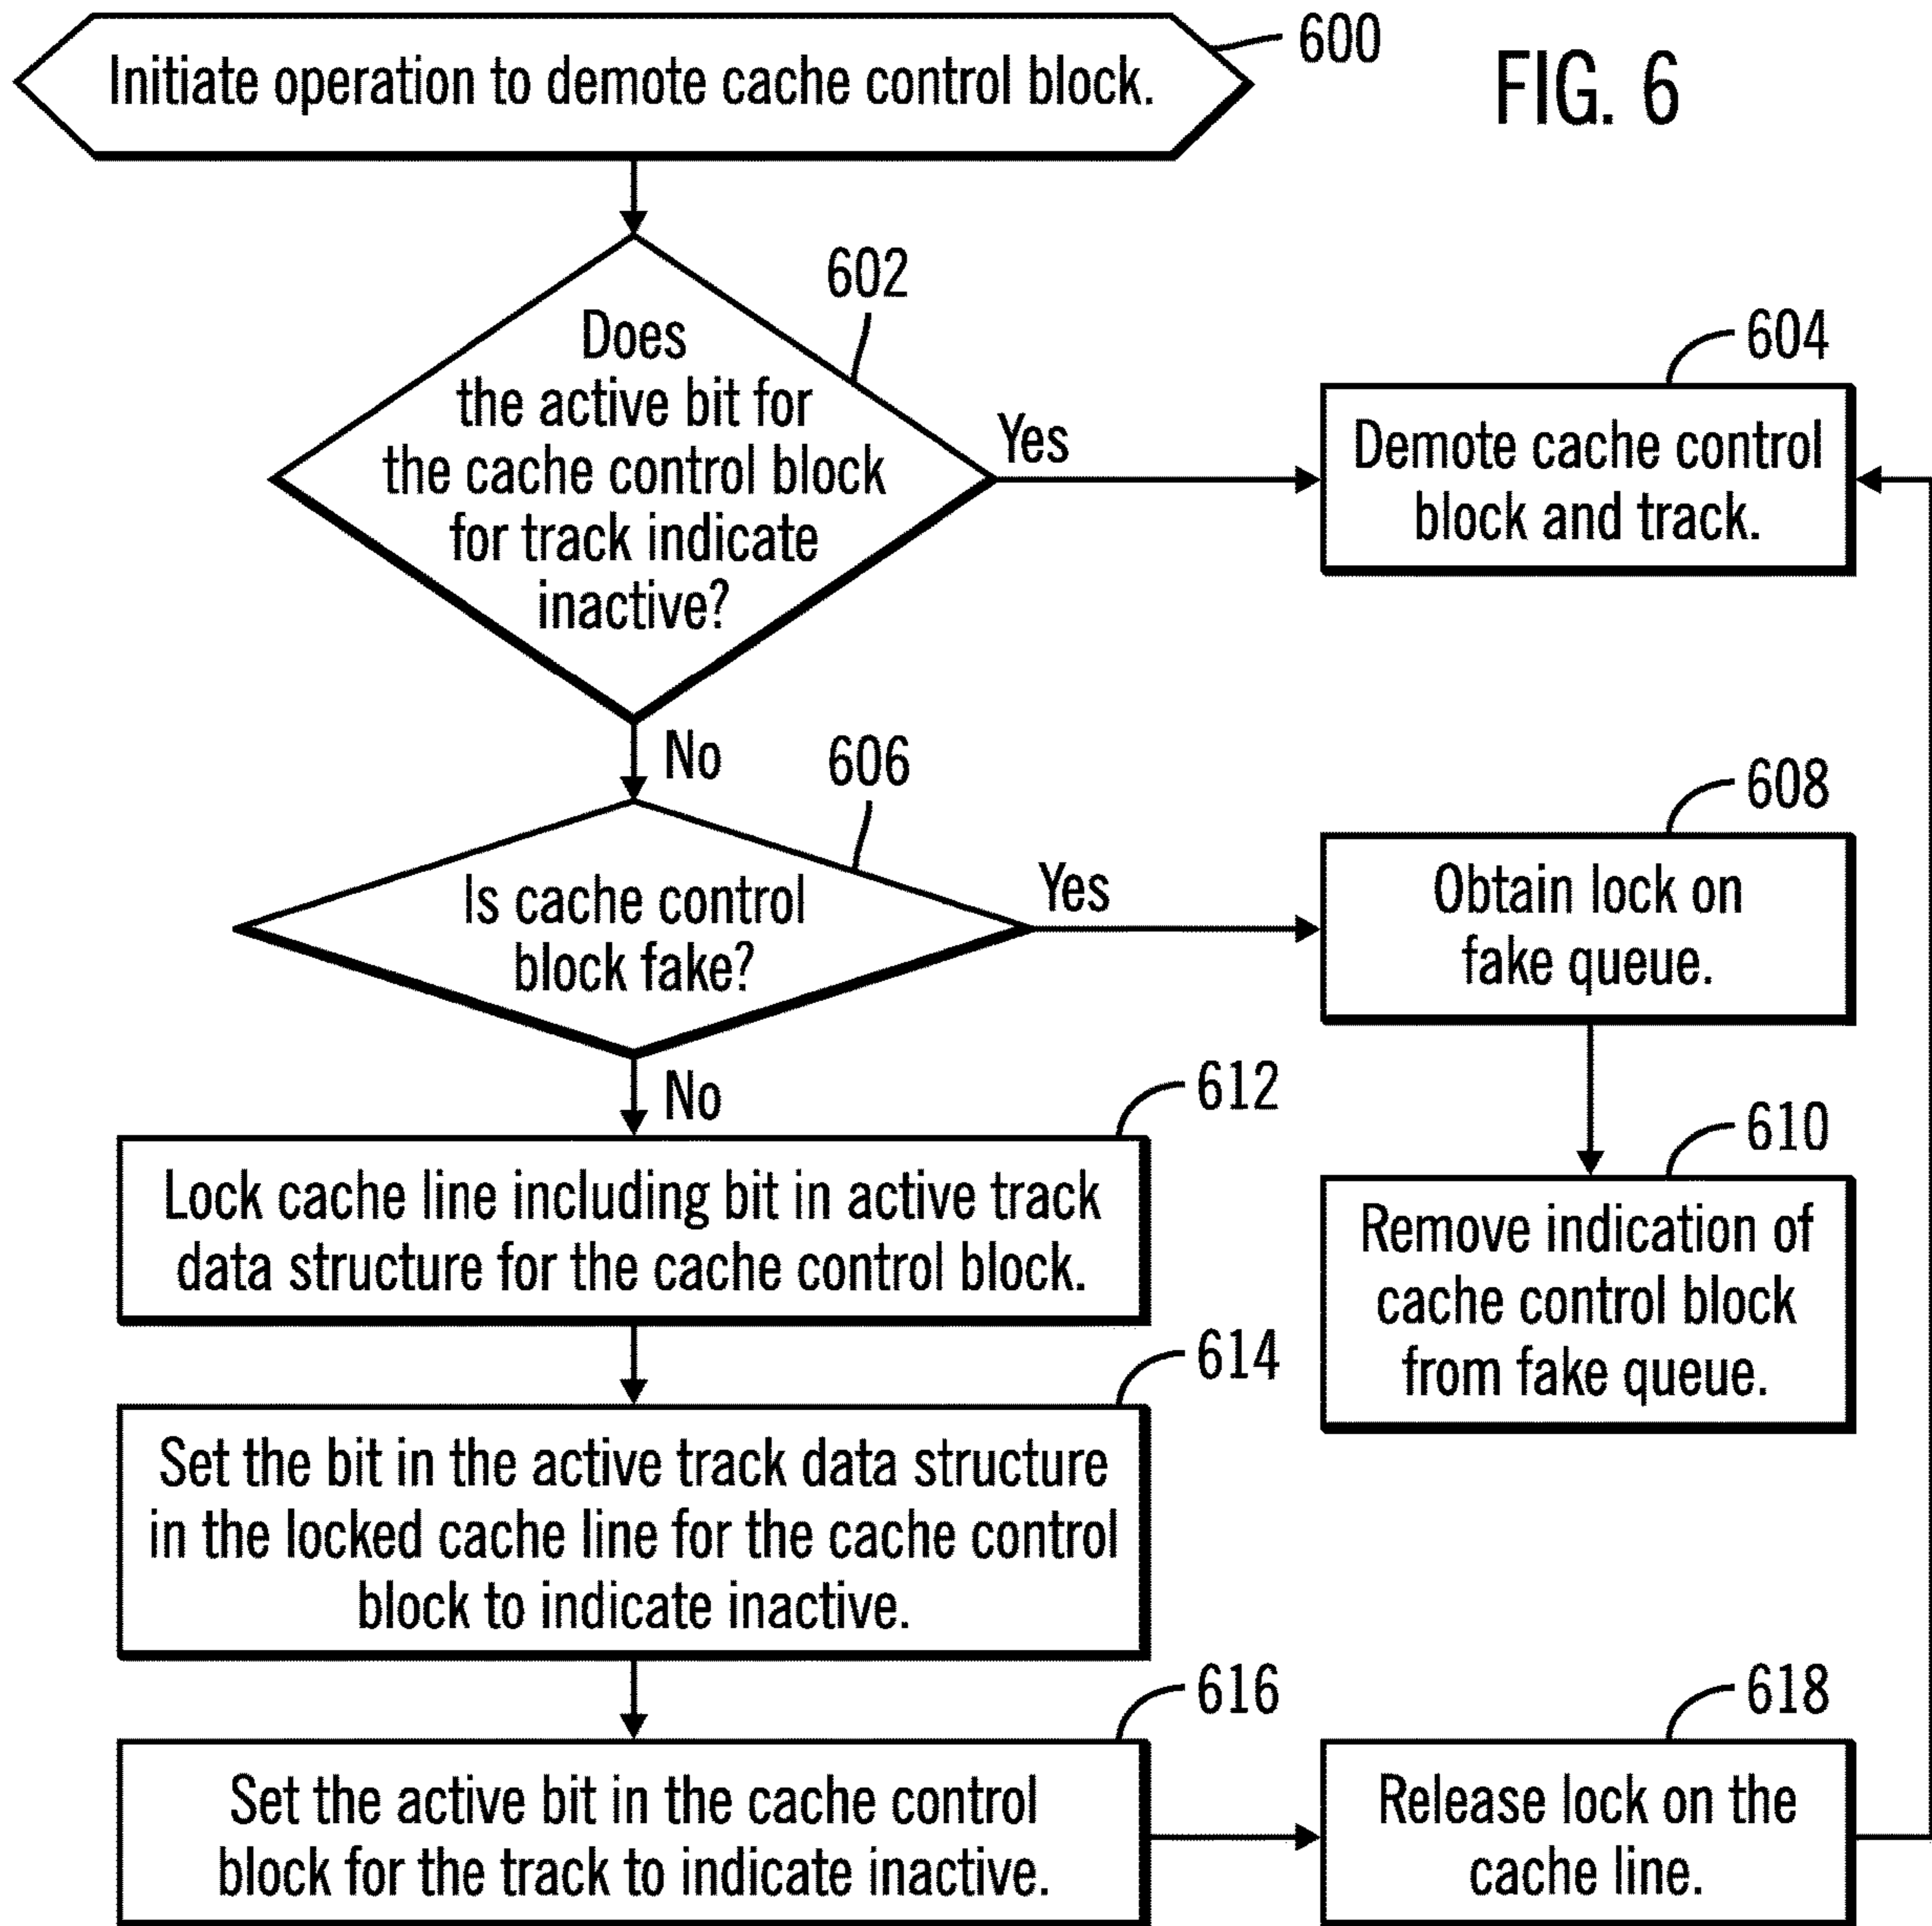 600
FIG. 6
Initiate operation to demote cache control block.
602
Does
the active bit for
the cache control block
for track indicate
inactive?
Yes
604
Demote cache control
block and track.
No
606
Is cache control
block fake?
Yes
608
Obtain lock on
fake queue.
610
Remove indication of
cache control block
from fake queue.
No
612
Lock cache line including bit in active track
data structure for the cache control block.
614
Set the bit in the active track data structure
in the locked cache line for the cache control
block to indicate inactive.
616
Set the active bit in the cache control
block for the track to indicate inactive.
618
Release lock on the
cache line.